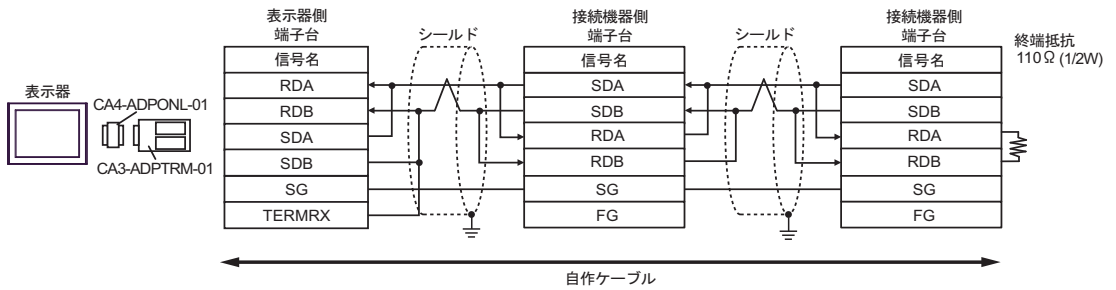 表示器
CA4-ADPONL-01
CA3-ADPTRM-01
表示器側
端子台
信号名
RDA
RDB
SDA
SDB
SG
TERMRX
シールド
接続機器側
端子台
信号名
SDA
SDB
RDA
RDB
SG
FG
シールド
接続機器側
端子台
信号名
SDA
SDB
RDA
RDB
SG
FG
終端抵抗
110Ω (1/2W)
自作ケーブル